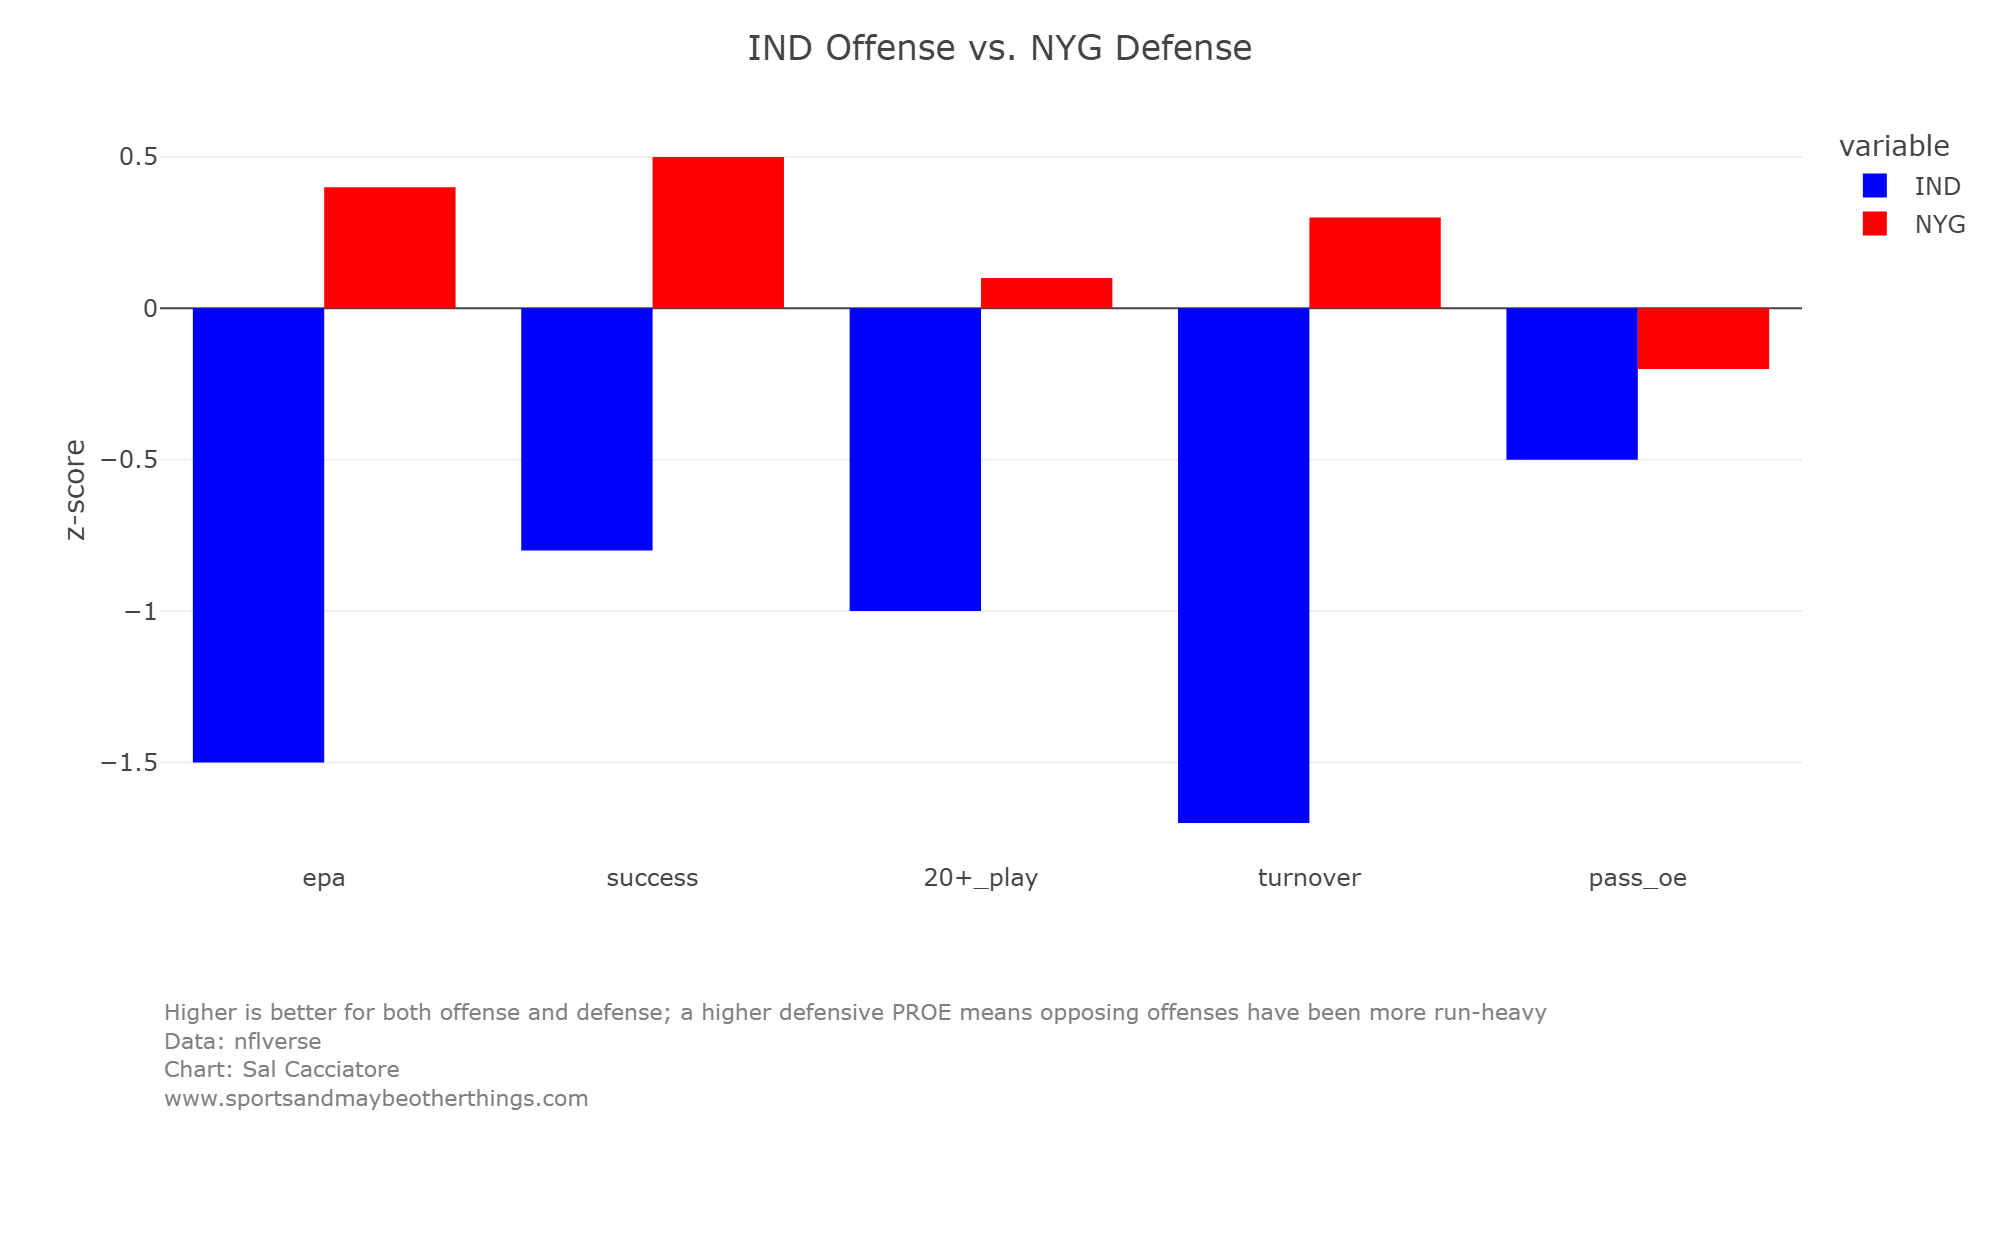 IND Offense vs. NYG Defense
variable
IND
NYG
0.5
0
−0.5
−1
−1.5
z-score
epa
success
20+_play
turnover
pass_oe
Higher is better for both offense and defense; a higher defensive PROE means opposing offenses have been more run-heavy
Data: nflverse
Chart: Sal Cacciatore
www.sportsandmaybeotherthings.com